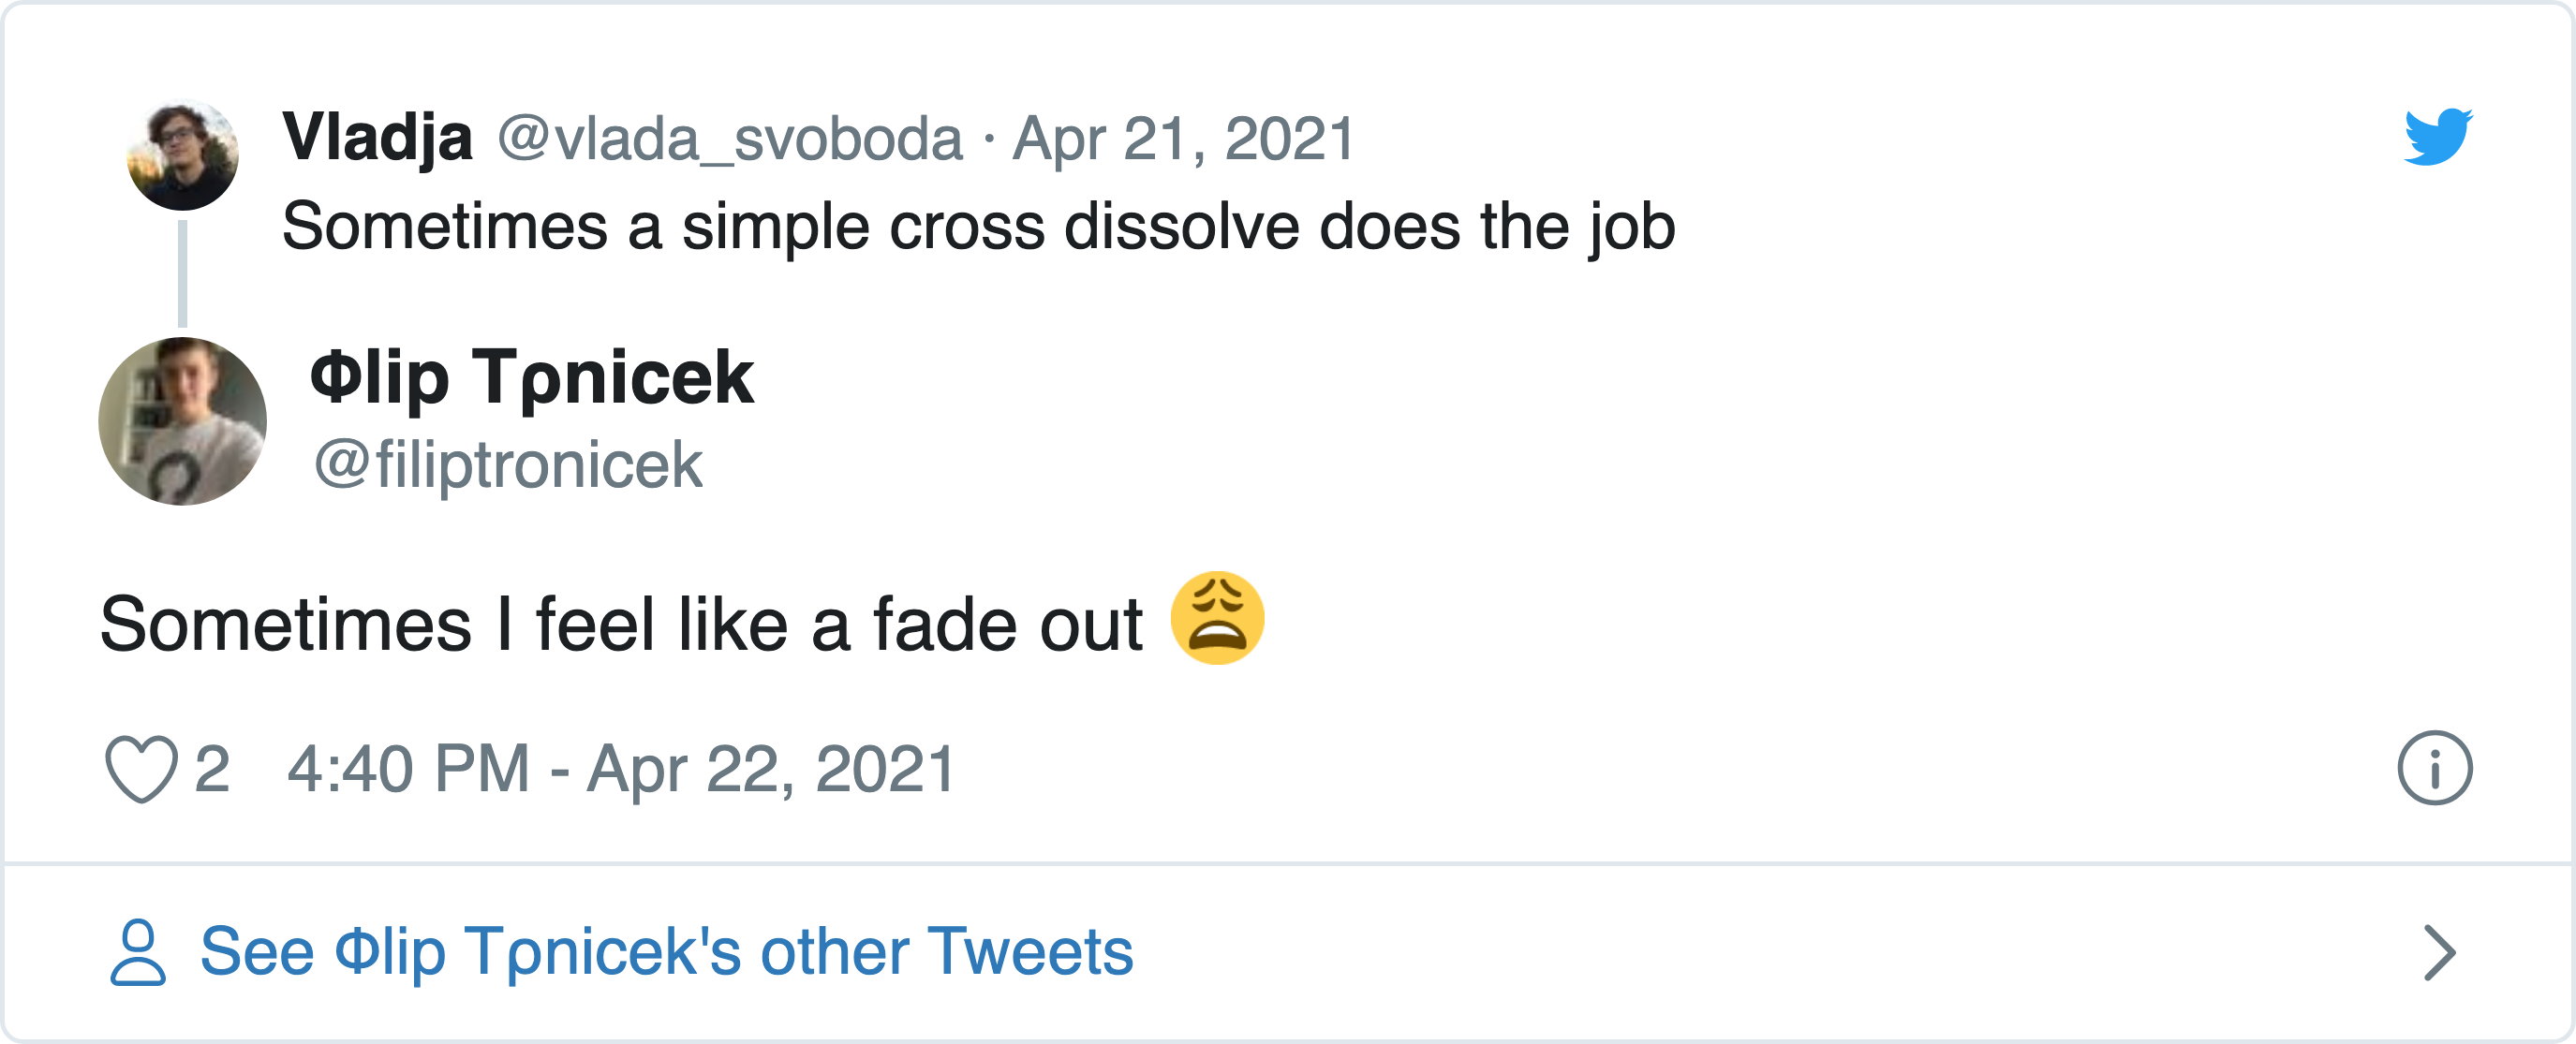 Vladja @vlada_svoboda · Apr 21, 2021
Sometimes a simple cross dissolve does the job
Φlip Tρnicek
@filiptronicek
Sometimes I feel like a fade out 😩
2 4:40 PM - Apr 22, 2021
See Φlip Tρnicek's other Tweets